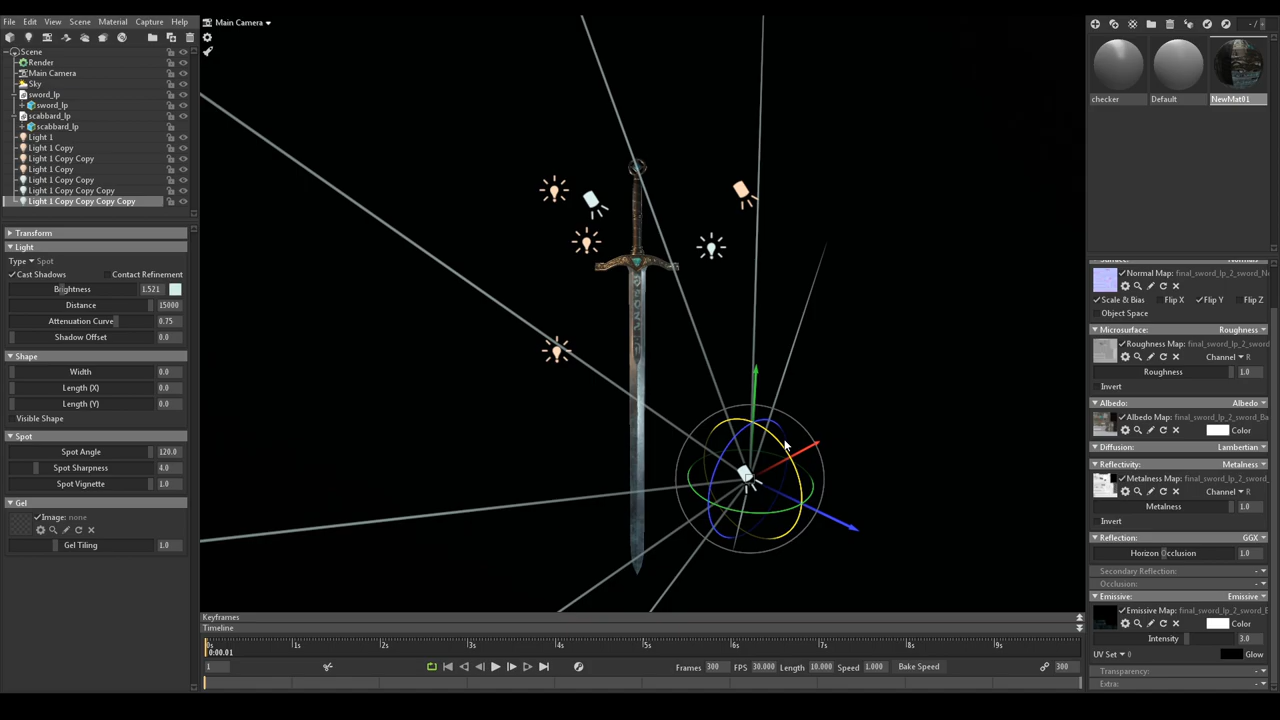 File Edit View Scene Material Capture Help
Main Camera
- / +
Scene
Render
Main Camera
Sky
sword_lp
sword_lp
scabbard_lp
scabbard_lp
Light 1
Light 1 Copy
Light 1 Copy Copy
Light 1 Copy
Light 1 Copy Copy
Light 1 Copy Copy Copy
Light 1 Copy Copy Copy Copy
Transform
Light
Type Spot
Cast Shadows Contact Refinement
Brightness 1.521
Distance 15000
Attenuation Curve 0.75
Shadow Offset 0.0
Shape
Width 0.0
Length (X) 0.0
Length (Y) 0.0
Visible Shape
Spot
Spot Angle 120.0
Spot Sharpness 4.0
Spot Vignette 1.0
Gel
Image: none
Gel Tiling 1.0
checker Default NewMat01
Surface: Normals
Normal Map: final_sword_lp_2_sword_No
Scale & Bias Flip X Flip Y Flip Z
Object Space
Microsurface: Roughness
Roughness Map: final_sword_lp_2_sword
Channel R
Roughness 1.0
Invert
Albedo: Albedo
Albedo Map: final_sword_lp_2_sword_Ba
Color
Diffusion: Lambertian
Reflectivity: Metalness
Metalness Map: final_sword_lp_2_sword
Channel R
Metalness 1.0
Invert
Reflection: GGX
Horizon Occlusion 1.0
Secondary Reflection: -
Occlusion: -
Emissive: Emissive
Emissive Map: final_sword_lp_2_sword_E
Color
Intensity 3.0
UV Set 0 Glow
Transparency: -
Extra: -
Keyframes
Timeline
0s 1s 2s 3s 4s 5s 6s 7s 8s 9s
0:00.01
1 Frames 300 FPS 30.000 Length 10.000 Speed 1.000 Bake Speed 300